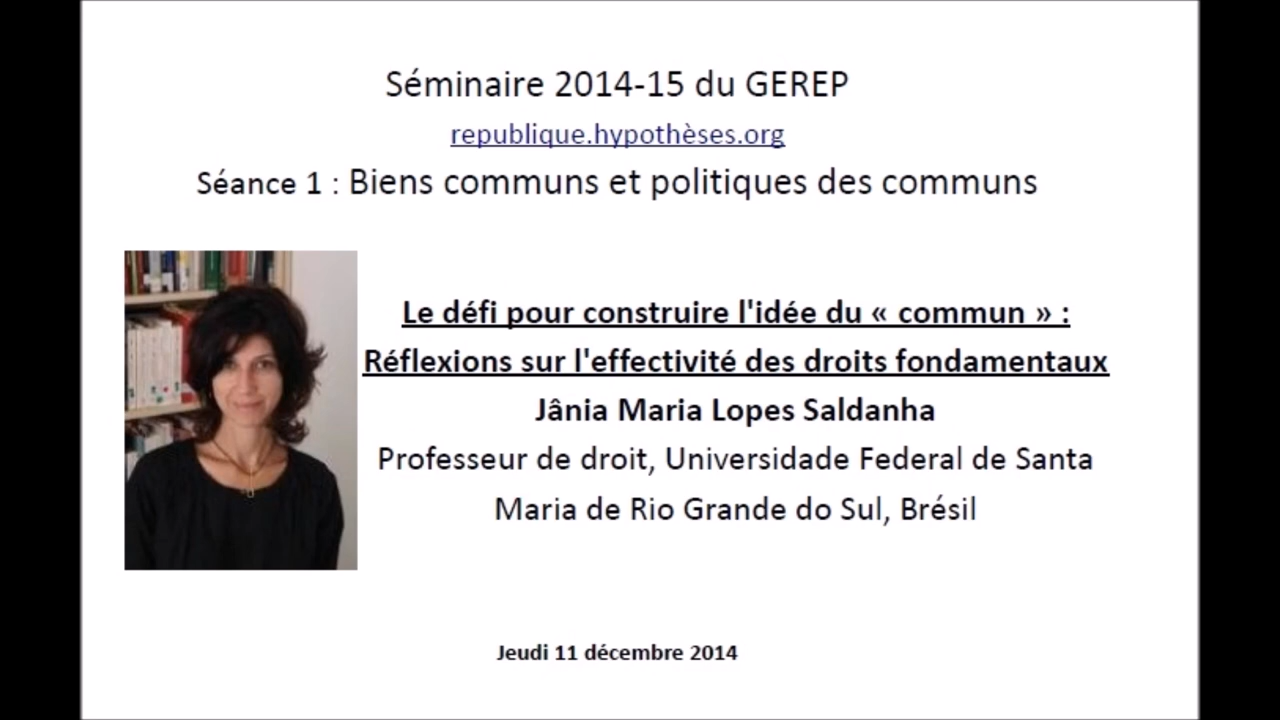 Séminaire 2014-15 du GEREP
republique.hypothèses.org
Séance 1 : Biens communs et politiques des communs
Le défi pour construire l'idée du « commun » :
Réflexions sur l'effectivité des droits fondamentaux
Jânia Maria Lopes Saldanha
Professeur de droit, Universidade Federal de Santa
Maria de Rio Grande do Sul, Brésil
Jeudi 11 décembre 2014